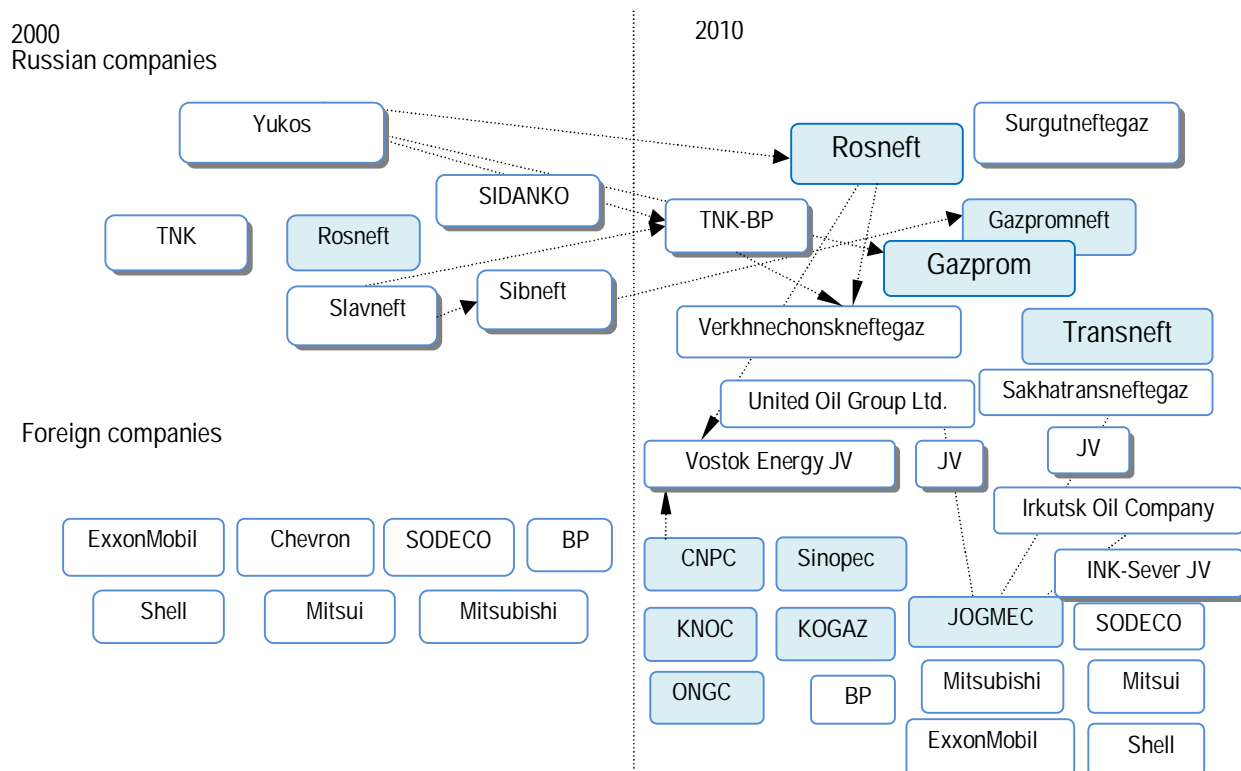 2000
Russian companies
2010
Yukos
SIDANKO
TNK
Rosneft
Slavneft
Sibneft
Rosneft
Surgutneftegaz
TNK-BP
Gazpromneft
Gazprom
Verkhnechonskneftegaz
Transneft
United Oil Group Ltd.
Sakhatransneftegaz
Vostok Energy JV
JV
JV
Irkutsk Oil Company
INK-Sever JV
Foreign companies
ExxonMobil
Chevron
SODECO
BP
Shell
Mitsui
Mitsubishi
CNPC
Sinopec
KNOC
KOGAZ
JOGMEC
SODECO
ONGC
BP
Mitsubishi
Mitsui
ExxonMobil
Shell